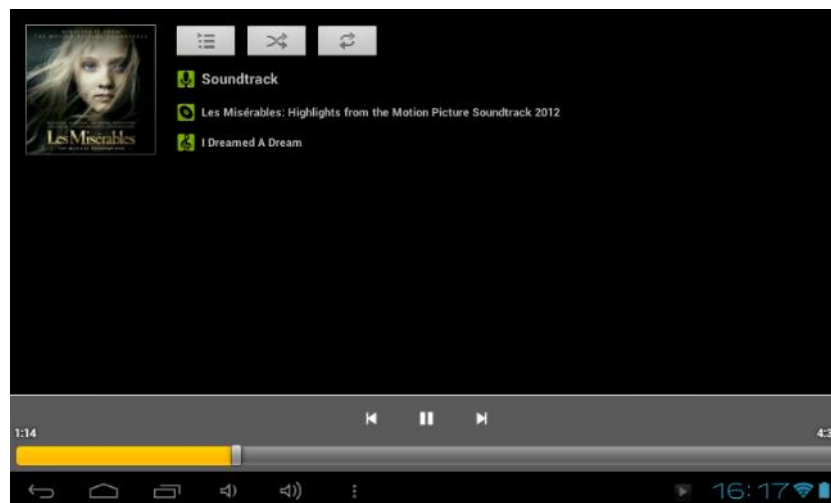 Les Misérables
Soundtrack
Les Misérables: Highlights from the Motion Picture Soundtrack 2012
I Dreamed A Dream
1:14
16:17